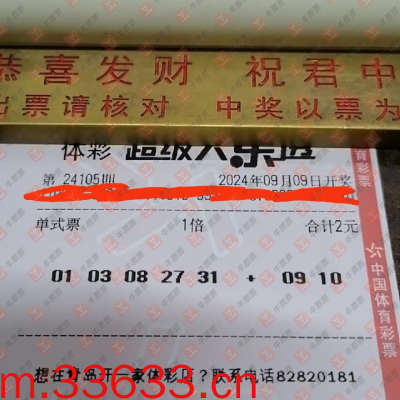 恭喜发财 祝君中
出票请核对 中奖以票为
体彩 超级大乐透
第 24105期 2024年09月09日开奖
单式票 1倍 合计2元
01 03 08 27 31 + 09 10
中国体育彩票
想在青岛开一家体彩店？联系电话82820181
m.33633.cn